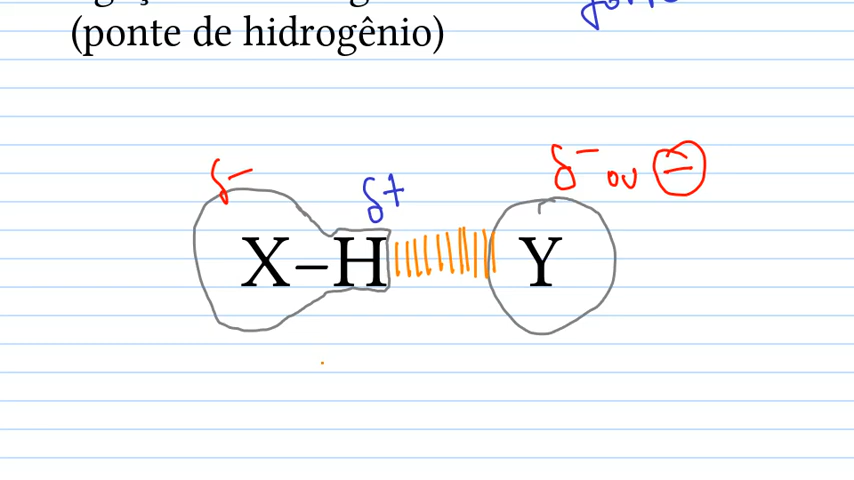 (ponte de hidrogênio)
δ- δ+ δ- ou (-)
X–H Y